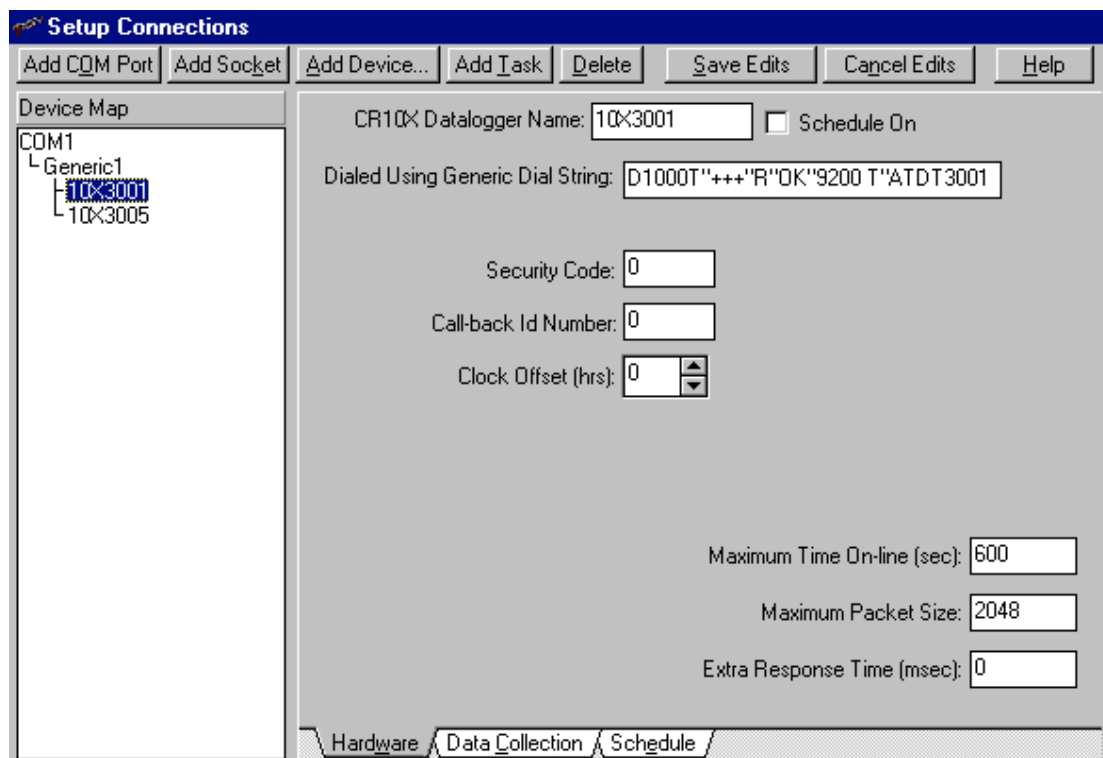 Setup Connections
Add COM Port Add Socket Add Device... Add Task Delete Save Edits Cancel Edits Help
Device Map
COM1
Generic1
10X3001
10X3005
CR10X Datalogger Name: 10X3001 Schedule On
Dialed Using Generic Dial String: D1000T"+++"R"OK"9200 T"ATDT3001
Security Code: 0
Call-back Id Number: 0
Clock Offset (hrs): 0
Maximum Time On-line (sec): 600
Maximum Packet Size: 2048
Extra Response Time (msec): 0
Hardware Data Collection Schedule